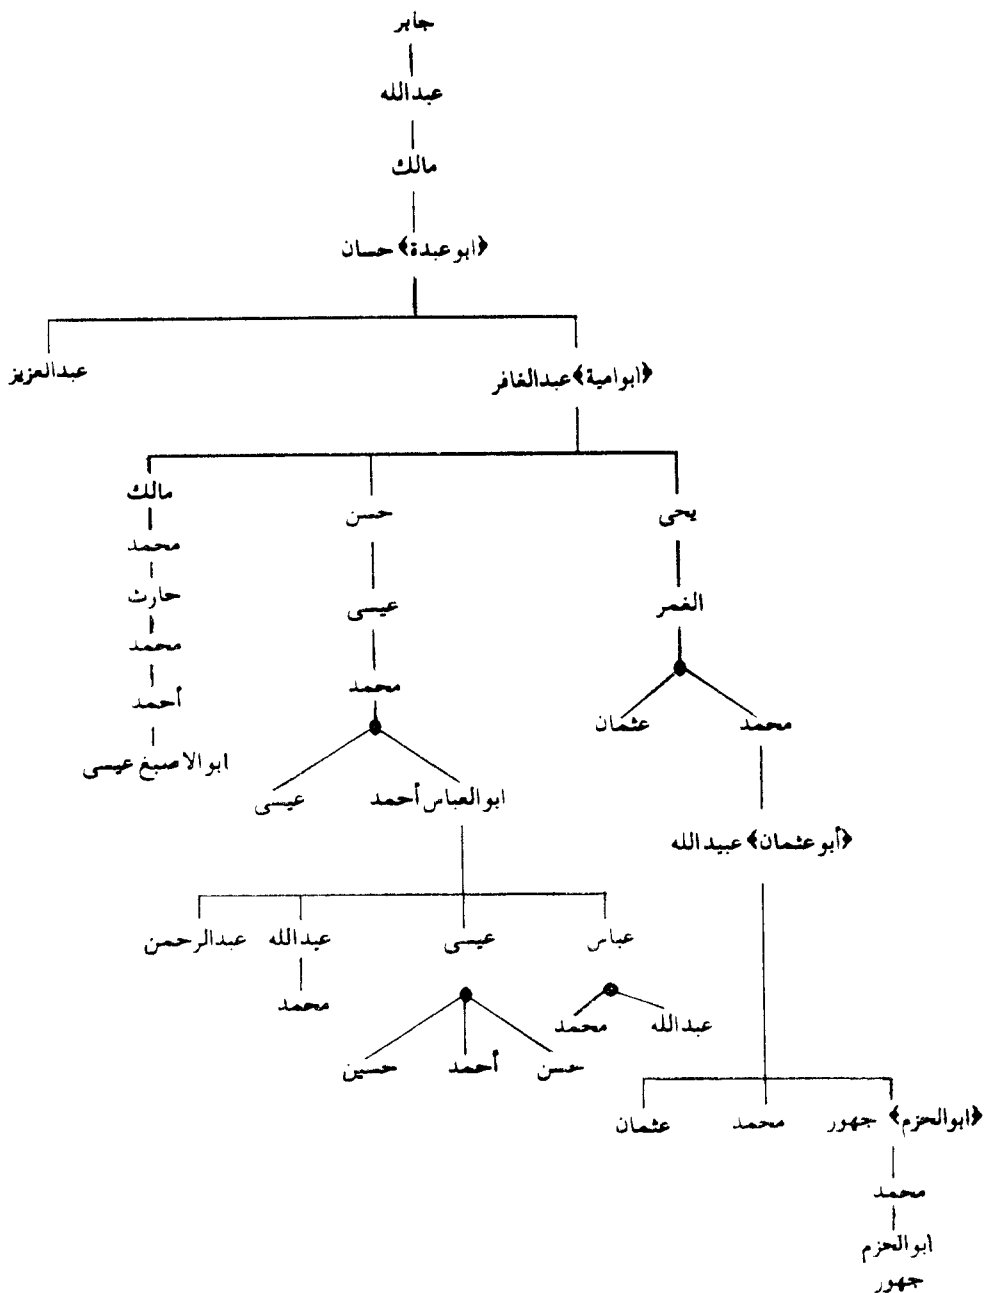 جابر
عبدالله
مالك
﴿ابوعبدة﴾ حسان
﴿ابوامية﴾ عبدالغافر
عبدالعزيز
يحى
حسن
مالك
محمد
حارث
محمد
أحمد
ابوالاصبغ عيسى
عيسى
محمد
ابوالعباس أحمد
عيسى
الغمر
محمد
عثمان
﴿أبوعثمان﴾ عبيدالله
عباس
عيسى
عبدالله
عبدالرحمن
عبدالله
محمد
حسن
أحمد
حسين
محمد
﴿ابوالحزم﴾ جهور
محمد
عثمان
محمد
ابوالحزم
جهور